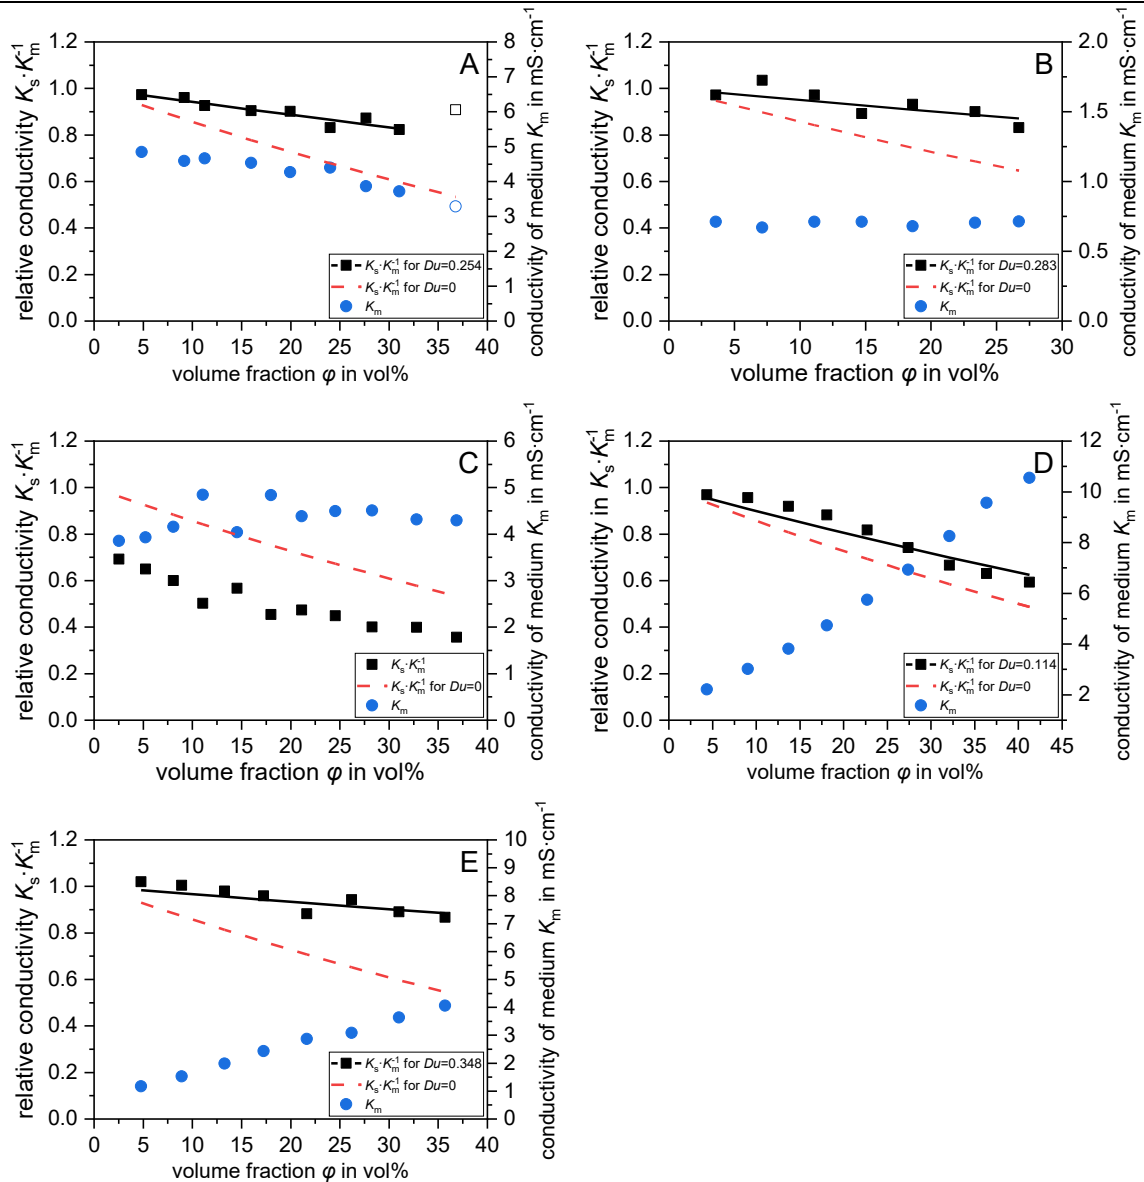 A
relative conductivity Ks·Km-1
1.2
1.0
0.8
0.6
0.4
0.2
0.0
8
7
6
5
4
3
2
1
0
conductivity of medium Km in mS·cm-1
Ks·Km-1 for Du=0.254
Ks·Km-1 for Du=0
Km
0 5 10 15 20 25 30 35 40
volume fraction φ in vol%
B
relative conductivity Ks·Km-1
1.2
1.0
0.8
0.6
0.4
0.2
0.0
2.0
1.5
1.0
0.5
0.0
conductivity of medium Km in mS·cm-1
Ks·Km-1 for Du=0.283
Ks·Km-1 for Du=0
Km
0 5 10 15 20 25 30
volume fraction φ in vol%
C
relative conductivity Ks·Km-1
1.2
1.0
0.8
0.6
0.4
0.2
0.0
6
5
4
3
2
1
0
conductivity of medium Km in mS·cm-1
Ks·Km-1
Ks·Km-1 for Du=0
Km
0 5 10 15 20 25 30 35 40
volume fraction φ in vol%
D
relative conductivity in Ks·Km-1
1.2
1.0
0.8
0.6
0.4
0.2
0.0
12
10
8
6
4
2
conductivity of medium Km in mS·cm-1
Ks·Km-1 for Du=0.114
Ks·Km-1 for Du=0
Km
0 5 10 15 20 25 30 35 40 45
volume fraction φ in vol%
E
relative conductivity Ks·Km-1
1.2
1.0
0.8
0.6
0.4
0.2
0.0
10
9
8
7
6
5
4
3
2
1
0
conductivity of medium Km in mS·cm-1
Ks·Km-1 for Du=0.348
Ks·Km-1 for Du=0
Km
0 5 10 15 20 25 30 35 40
volume fraction φ in vol%